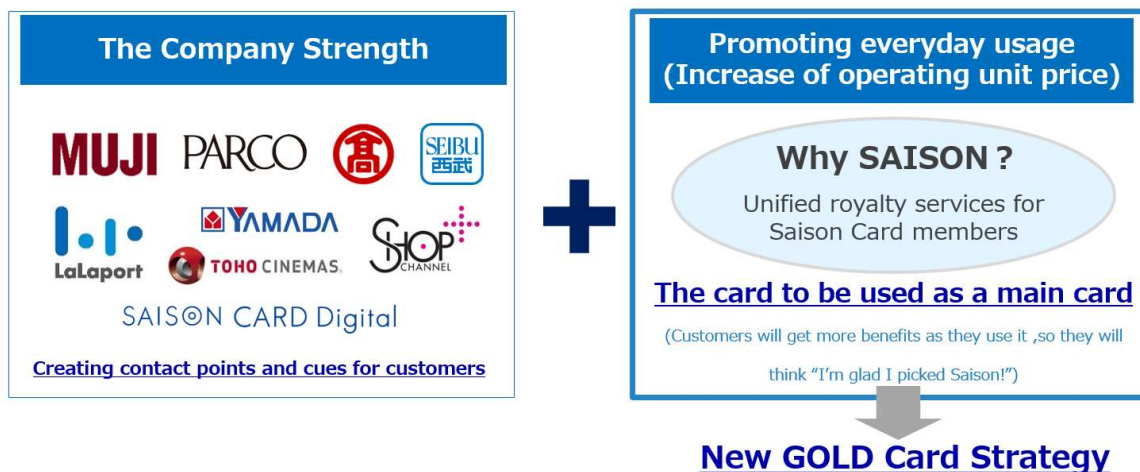 The Company Strength
MUJI
PARCO
髙
SEIBU
西武
LaLaport
YAMADA
TOHO CINEMAS.
SHOP
CHANNEL
SAISON CARD Digital
Creating contact points and cues for customers
Promoting everyday usage
(Increase of operating unit price)
Why SAISON？
Unified royalty services for
Saison Card members
The card to be used as a main card
(Customers will get more benefits as they use it ,so they will
think “I’m glad I picked Saison!”)
New GOLD Card Strategy